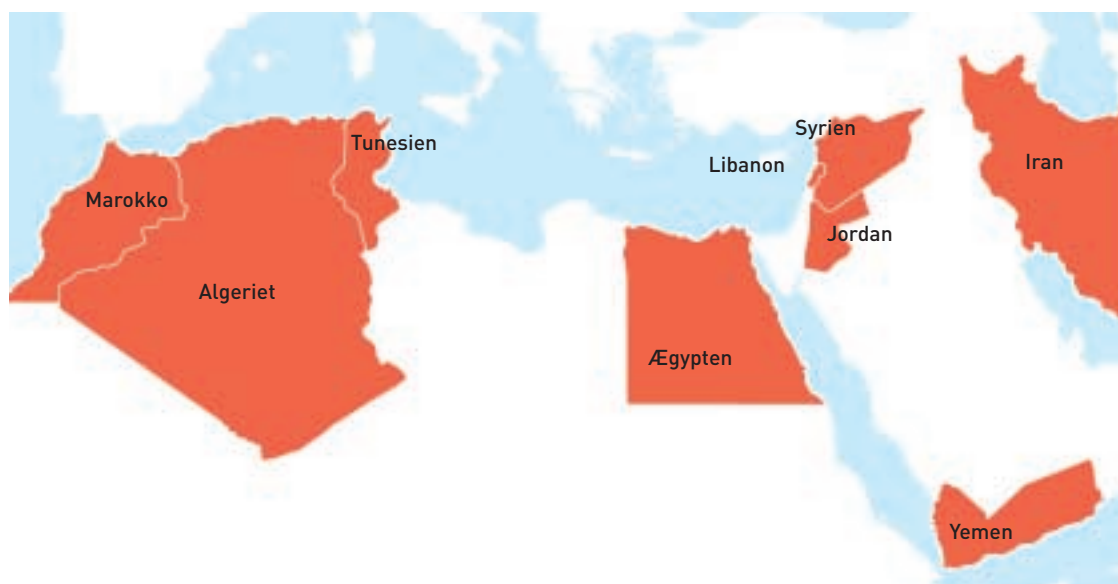 Syrien
Tunesien
Libanon
Iran
Marokko
Jordan
Algeriet
Ægypten
Yemen